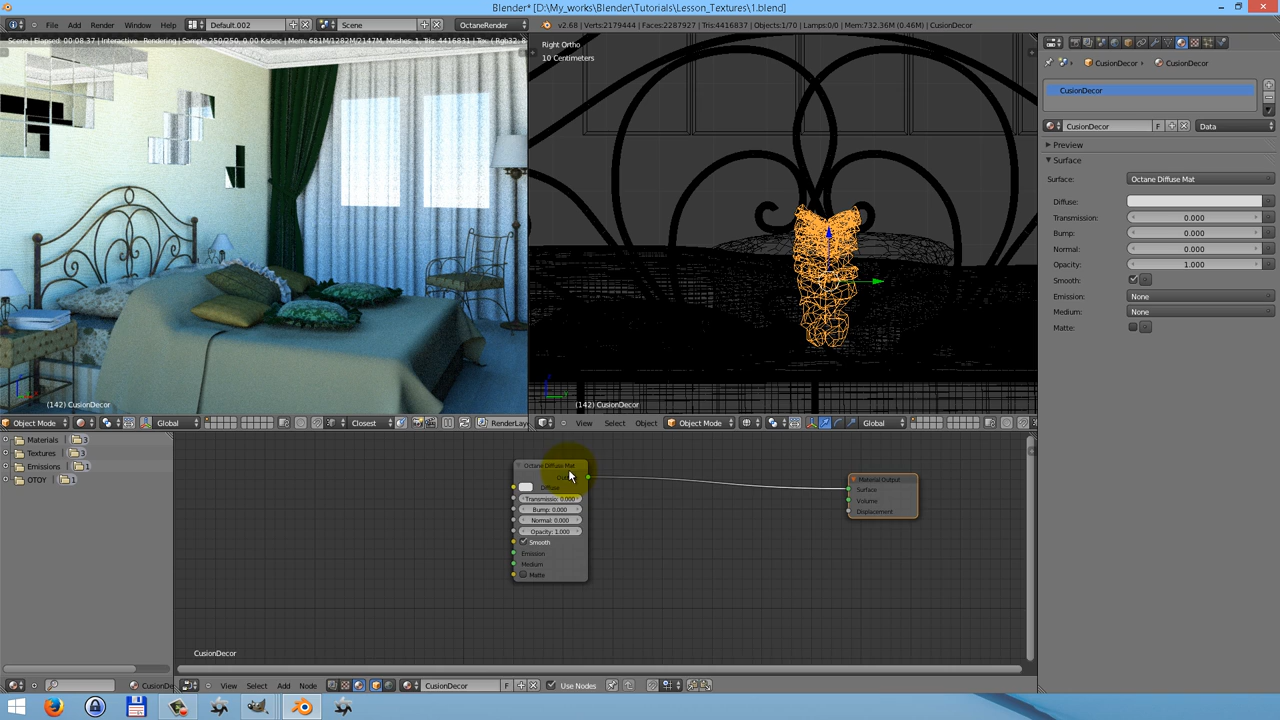 Blender* [D:\My_works\Blender\Tutorials\Lesson_Textures\1.blend]
File Add Render Window Help Default.002 Scene OctaneRender v2.68 | Verts:2179444 | Faces:2287927 | Tris:4416837 | Objects:1/70 | Lamps:0/0 | Mem:732.36M (0.46M) | CusionDecor
Right Ortho
10 Centimeters
CusionDecor CusionDecor
CusionDecor
CusionDecor F Data
Preview
Surface
Surface: Octane Diffuse Mat
Diffuse:
Transmission: 0.000
Bump: 0.000
Normal: 0.000
Opacity: 1.000
Smooth:
Emission: None
Medium: None
Matte:
(142) CusionDecor
(142) CusionDecor
Object Mode Global Closest RenderLay
View Select Object Object Mode Global
Materials 3
Textures 3
Emissions 1
OTOY 1
Octane Diffuse Mat
Diffuse
Transmissio: 0.000
Bump: 0.000
Normal: 0.000
Opacity: 1.000
Smooth
Emission
Medium
Matte
Material Output
Surface
Volume
Displacement
CusionDecor
CusionDe
View Select Add Node CusionDecor F Use Nodes